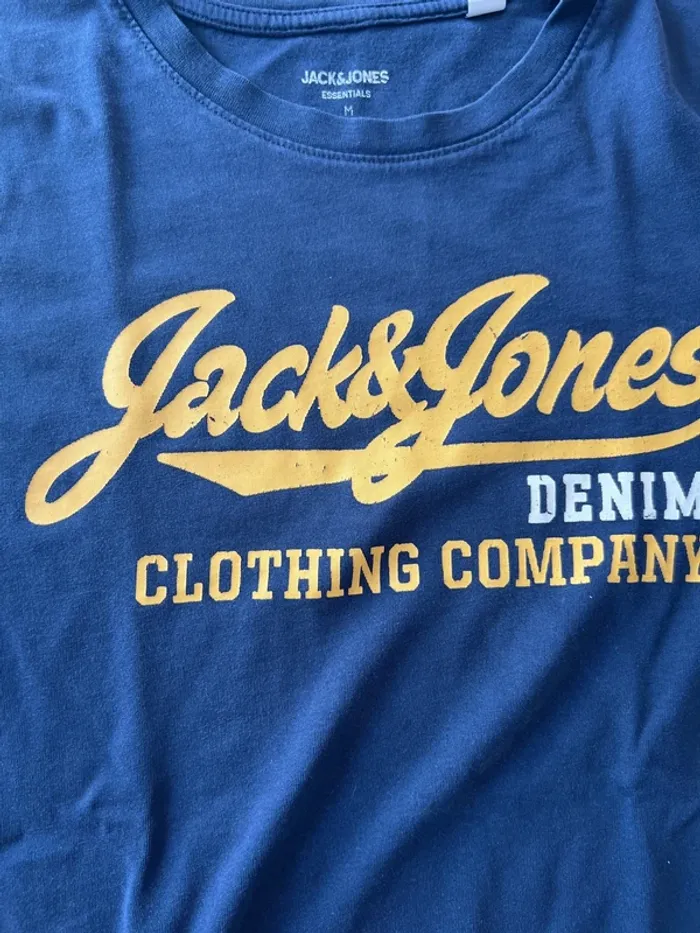 JACK&JONES
ESSENTIALS
M
Jack&Jones
DENIM
CLOTHING COMPANY